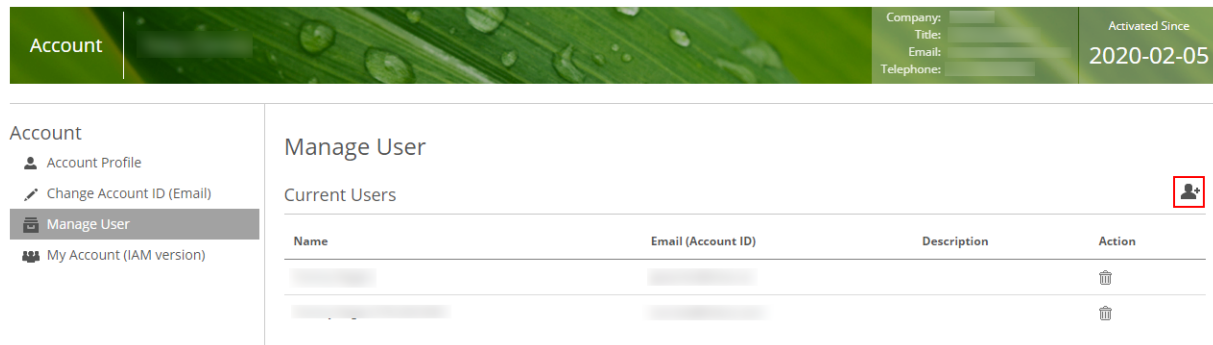 Account
Company:
Title:
Email:
Telephone:
Activated Since
2020-02-05
Account
Account Profile
Change Account ID (Email)
Manage User
My Account (IAM version)
Manage User
Current Users
Name Email (Account ID) Description Action